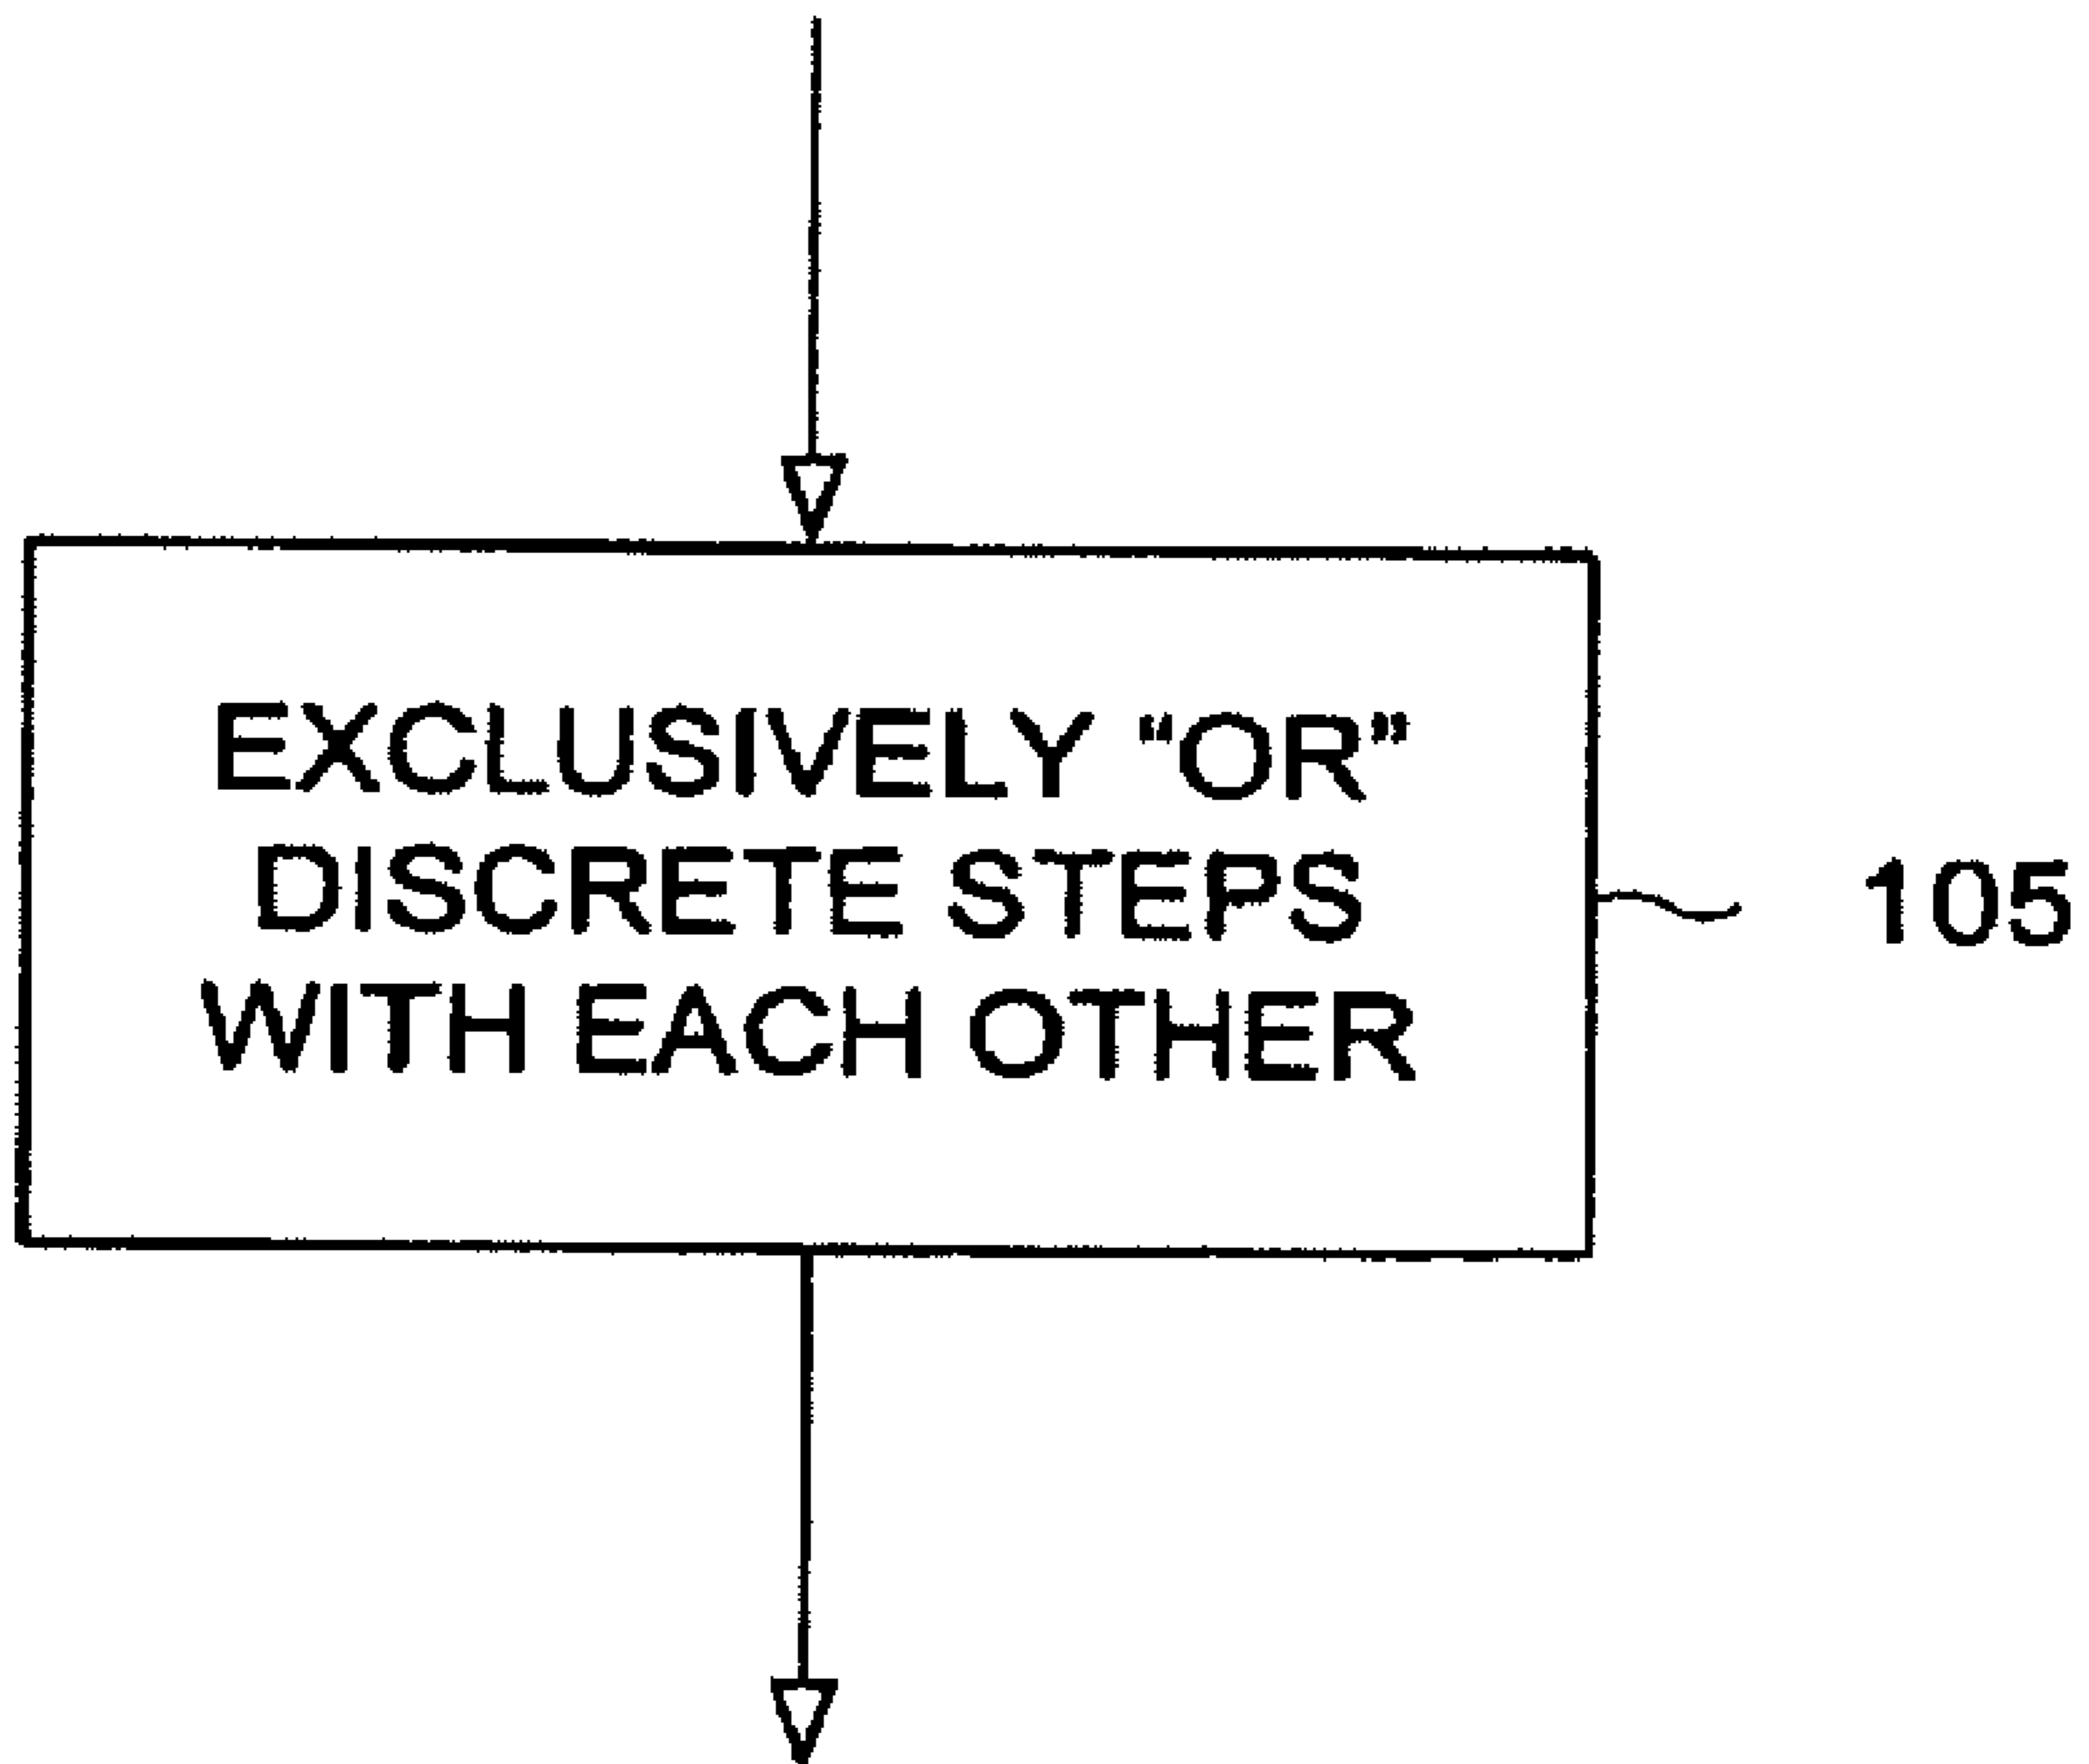 EXCLUSIVELY “OR”
DISCRETE STEPS
WITH EACH OTHER
105